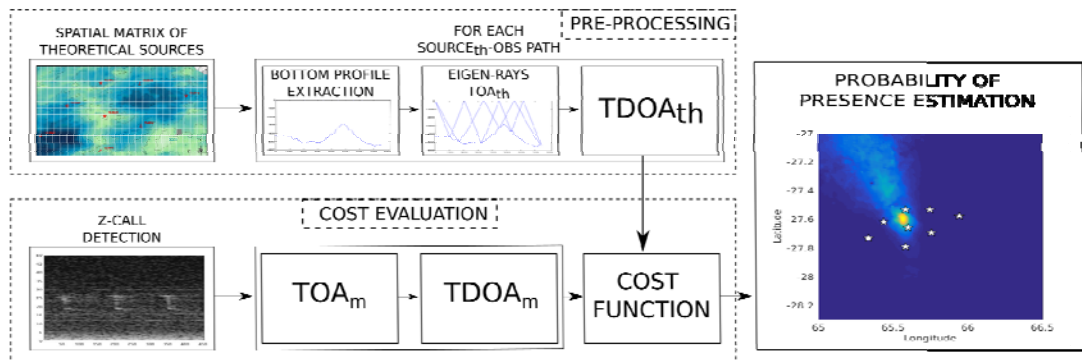 PRE-PROCESSING
SPATIAL MATRIX OF
THEORETICAL SOURCES
FOR EACH
SOURCEth-OBS PATH
BOTTOM PROFILE
EXTRACTION
EIGEN-RAYS
TOAth
TDOAth
COST EVALUATION
Z-CALL
DETECTION
TOAm
TDOAm
COST
FUNCTION
PROBABILITY OF
PRESENCE ESTIMATION
-27
-27.2
-27.4
-27.6
-27.8
28
-28.2
Latitude
65
65.5
66
66.5
Longitude